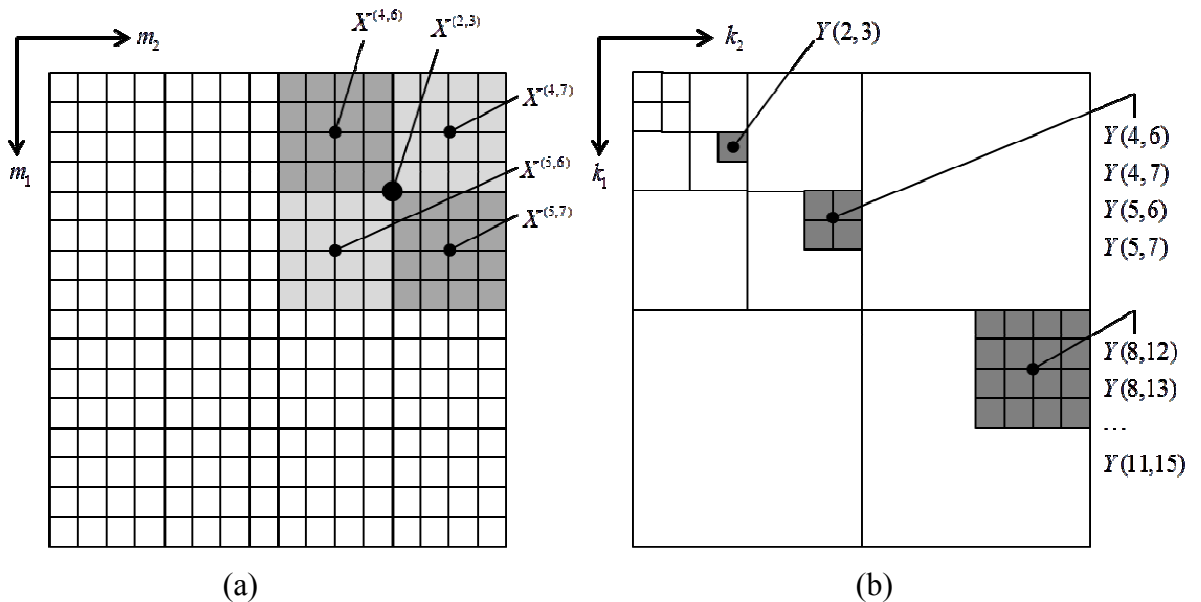 m₂
m₁
X^(4,6)
X^(2,3)
X^(4,7)
X^(5,6)
X^(5,7)
(a)
k₂
k₁
Y(2,3)
Y(4,6)
Y(4,7)
Y(5,6)
Y(5,7)
Y(8,12)
Y(8,13)
...
Y(11,15)
(b)